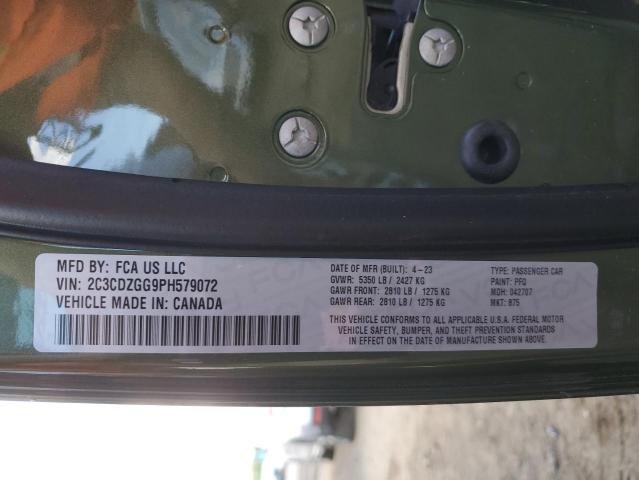 MFD BY: FCA US LLC
VIN: 2C3CDZGG9PH579072
VEHICLE MADE IN: CANADA
DATE OF MFR (BUILT): 4-23
GVWR: 5350 LB / 2427 KG
GAWR FRONT: 2810 LB / 1275 KG
GAWR REAR: 2810 LB / 1275 KG
TYPE: PASSENGER CAR
PAINT: PFQ
MDH: 042707
MKT: B75
THIS VEHICLE CONFORMS TO ALL APPLICABLE U.S.A. FEDERAL MOTOR
VEHICLE SAFETY, BUMPER, AND THEFT PREVENTION STANDARDS
IN EFFECT ON THE DATE OF MANUFACTURE SHOWN ABOVE.